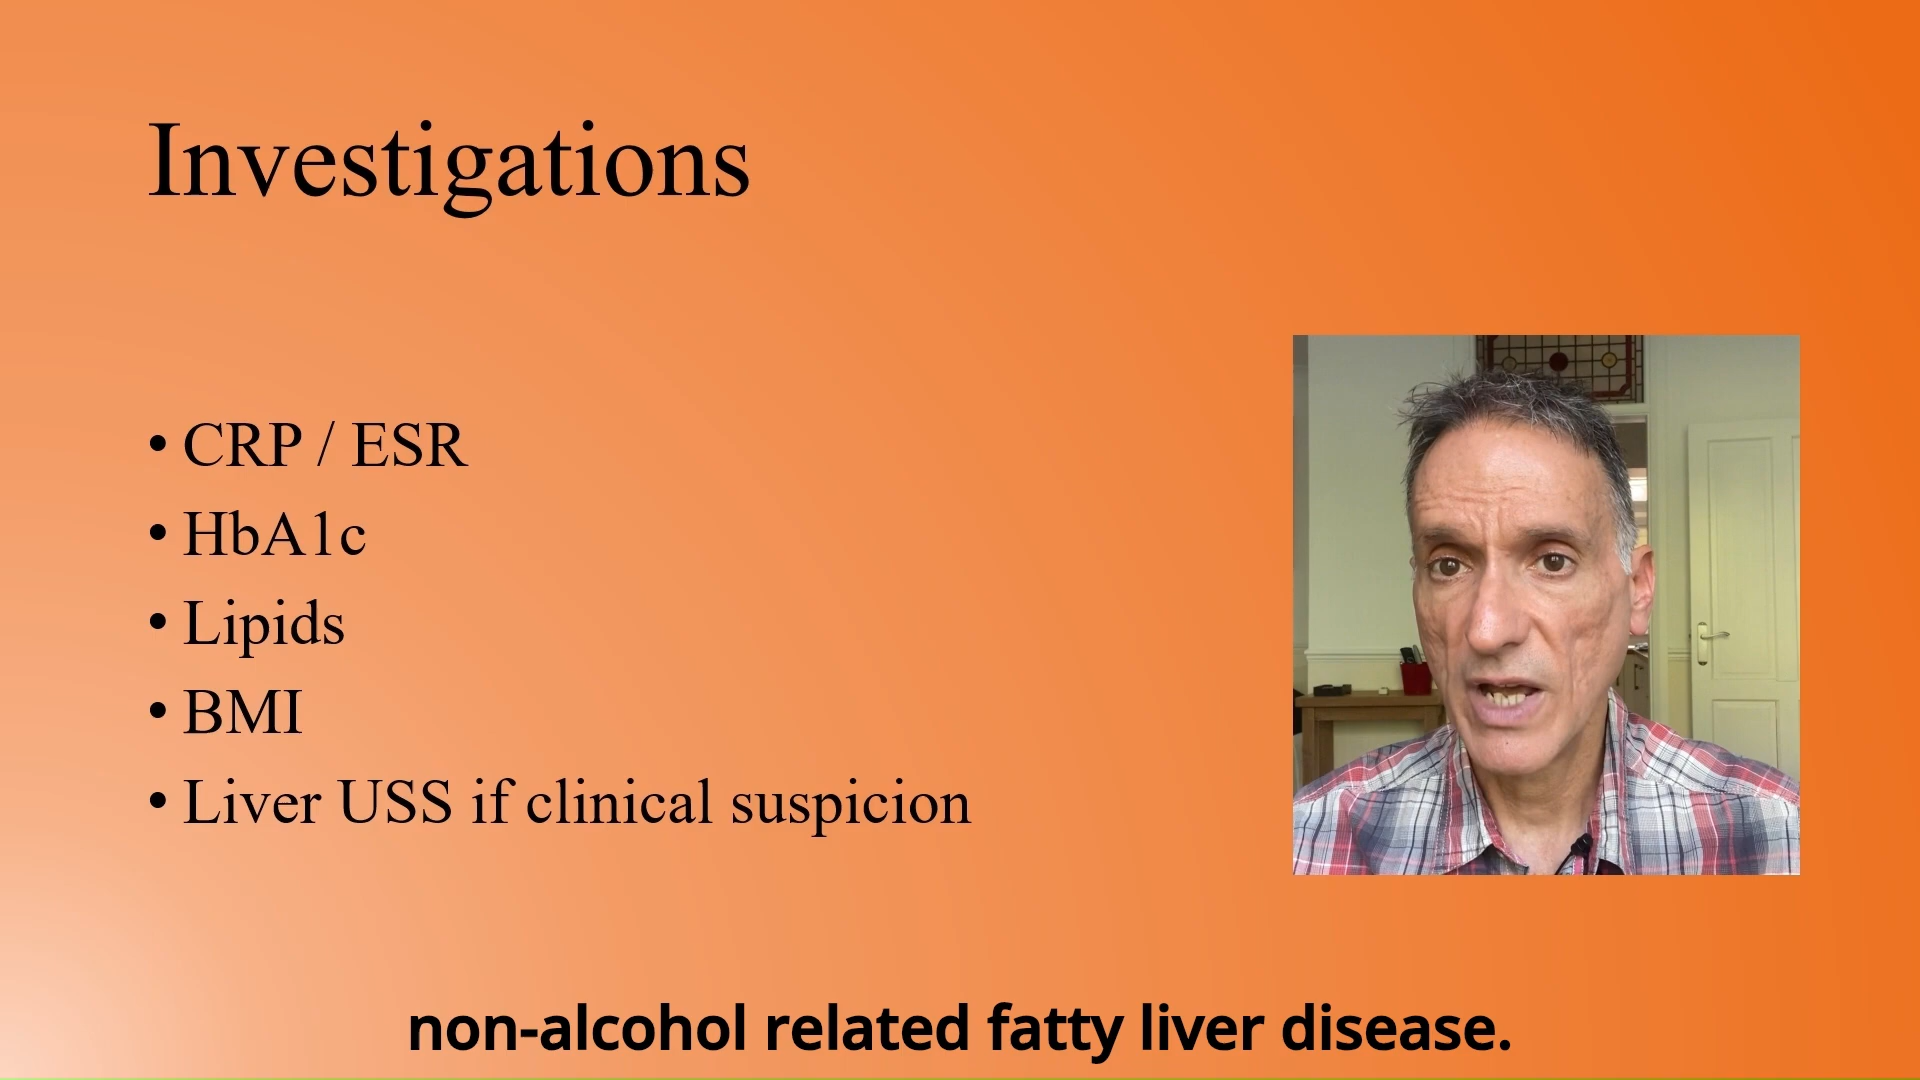 Investigations
• CRP / ESR
• HbA1c
• Lipids
• BMI
• Liver USS if clinical suspicion
non-alcohol related fatty liver disease.